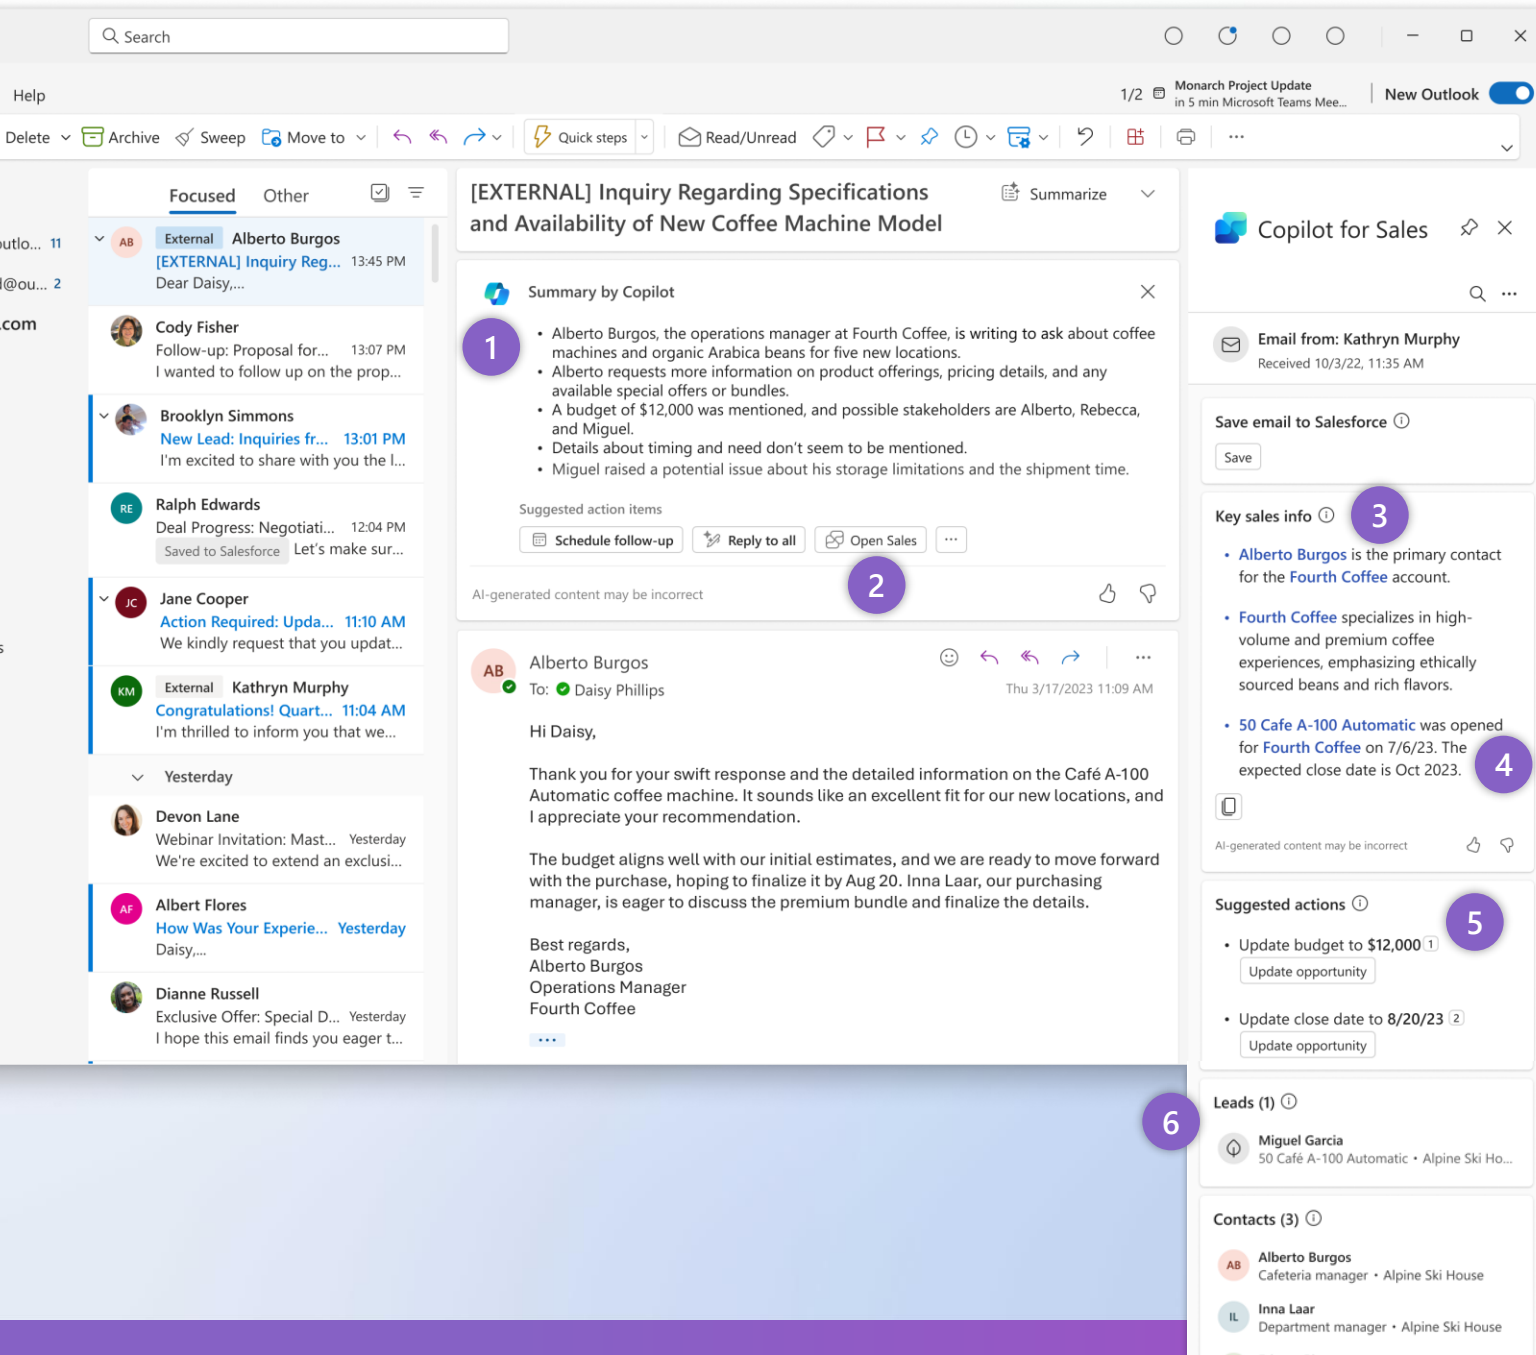 Search
Help
1/2 Monarch Project Update
in 5 min Microsoft Teams Mee...
New Outlook
Delete Archive Sweep Move to Quick steps Read/Unread ...
Focused Other
outlo... 11
@ou... 2
.com
s
AB External Alberto Burgos
[EXTERNAL] Inquiry Reg... 13:45 PM
Dear Daisy,...
Cody Fisher
Follow-up: Proposal for... 13:07 PM
I wanted to follow up on the prop...
Brooklyn Simmons
New Lead: Inquiries fr... 13:01 PM
I'm excited to share with you the l...
RE Ralph Edwards
Deal Progress: Negotiati... 12:04 PM
Saved to Salesforce Let's make sur...
JC Jane Cooper
Action Required: Upda... 11:10 AM
We kindly request that you updat...
KM External Kathryn Murphy
Congratulations! Quart... 11:04 AM
I'm thrilled to inform you that we...
Yesterday
Devon Lane
Webinar Invitation: Mast... Yesterday
We're excited to extend an exclusi...
AF Albert Flores
How Was Your Experie... Yesterday
Daisy,...
Dianne Russell
Exclusive Offer: Special D... Yesterday
I hope this email finds you eager t...
[EXTERNAL] Inquiry Regarding Specifications
and Availability of New Coffee Machine Model
Summarize
Summary by Copilot
1
• Alberto Burgos, the operations manager at Fourth Coffee, is writing to ask about coffee
machines and organic Arabica beans for five new locations.
• Alberto requests more information on product offerings, pricing details, and any
available special offers or bundles.
• A budget of $12,000 was mentioned, and possible stakeholders are Alberto, Rebecca,
and Miguel.
• Details about timing and need don't seem to be mentioned.
• Miguel raised a potential issue about his storage limitations and the shipment time.
Suggested action items
Schedule follow-up Reply to all Open Sales ...
2
AI-generated content may be incorrect
AB Alberto Burgos
To: Daisy Phillips
Thu 3/17/2023 11:09 AM
Hi Daisy,
Thank you for your swift response and the detailed information on the Café A-100
Automatic coffee machine. It sounds like an excellent fit for our new locations, and
I appreciate your recommendation.
The budget aligns well with our initial estimates, and we are ready to move forward
with the purchase, hoping to finalize it by Aug 20. Inna Laar, our purchasing
manager, is eager to discuss the premium bundle and finalize the details.
Best regards,
Alberto Burgos
Operations Manager
Fourth Coffee
...
Copilot for Sales
...
Email from: Kathryn Murphy
Received 10/3/22, 11:35 AM
Save email to Salesforce
Save
Key sales info
3
• Alberto Burgos is the primary contact
for the Fourth Coffee account.
• Fourth Coffee specializes in high-
volume and premium coffee
experiences, emphasizing ethically
sourced beans and rich flavors.
• 50 Cafe A-100 Automatic was opened
for Fourth Coffee on 7/6/23. The
expected close date is Oct 2023.
4
AI-generated content may be incorrect
Suggested actions
5
• Update budget to $12,000 1
Update opportunity
• Update close date to 8/20/23 2
Update opportunity
6
Leads (1)
Miguel Garcia
50 Café A-100 Automatic • Alpine Ski Ho...
Contacts (3)
AB Alberto Burgos
Cafeteria manager • Alpine Ski House
IL Inna Laar
Department manager • Alpine Ski House